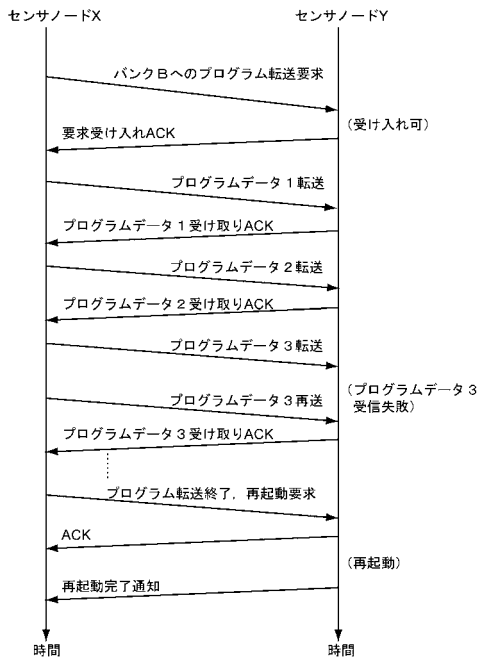 センサノードX
センサノードY
バンクBへのプログラム転送要求
(受け入れ可)
要求受け入れACK
プログラムデータ1転送
プログラムデータ1受け取りACK
プログラムデータ2転送
プログラムデータ2受け取りACK
プログラムデータ3転送
(プログラムデータ3
受信失敗)
プログラムデータ3再送
プログラムデータ3受け取りACK
プログラム転送終了,再起動要求
ACK
(再起動)
再起動完了通知
時間
時間